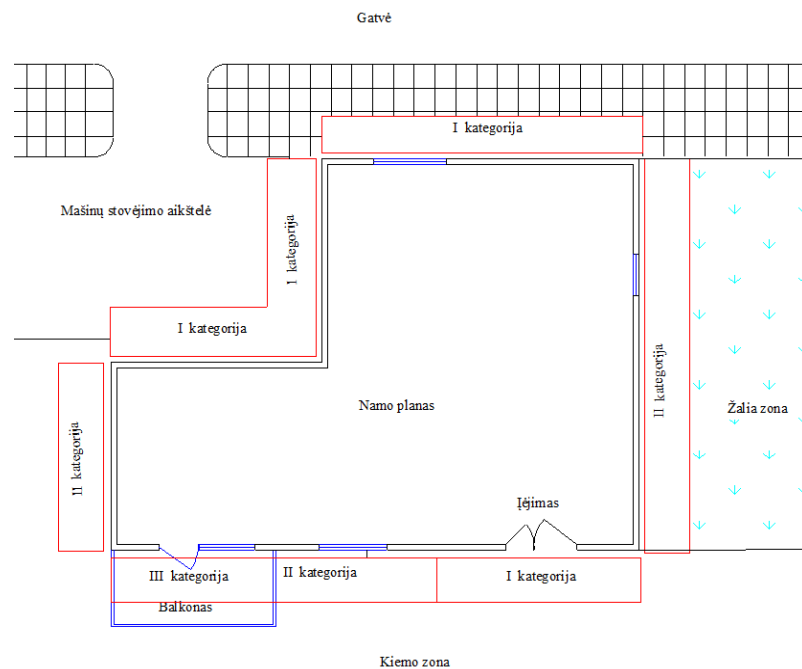 Gatvė
I kategorija
Mašinų stovėjimo aikštelė
I kategorija
I kategorija
II kategorija
Namo planas
II kategorija
Žalia zona
Įėjimas
III kategorija
II kategorija
I kategorija
Balkonas
Kiemo zona